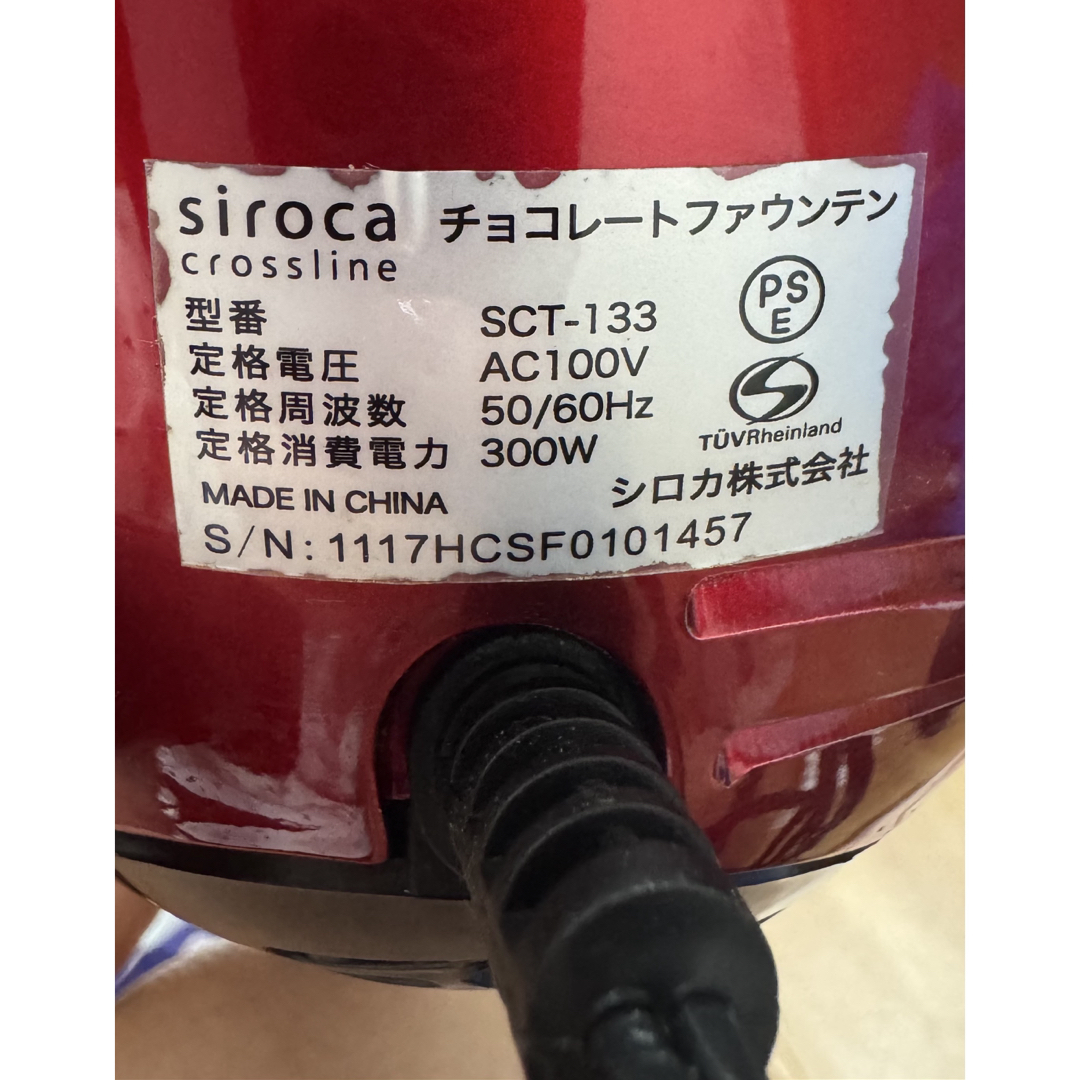 siroca チョコレートファウンテン
crossline
型番 SCT-133
定格電圧 AC100V
定格周波数 50/60Hz
定格消費電力 300W
PS
E
TÜVRheinland
MADE IN CHINA シロカ株式会社
S/N: 1117HCSF0101457